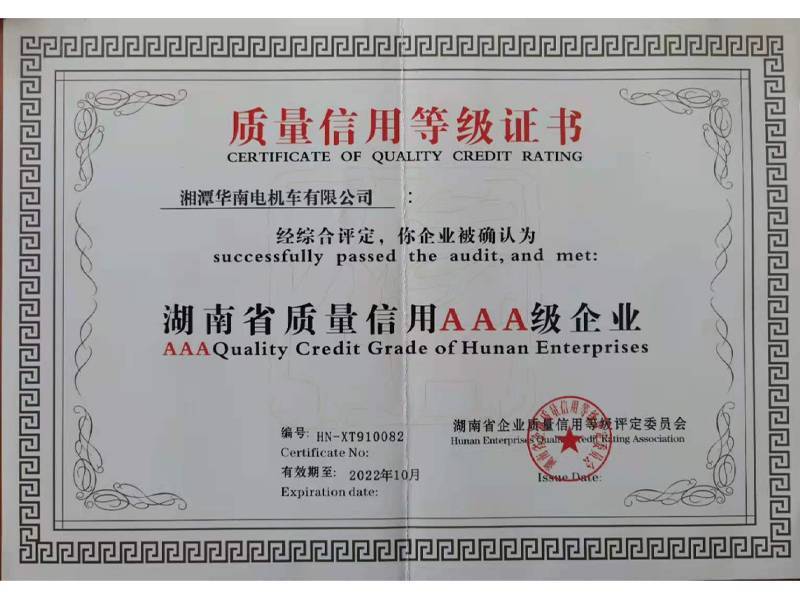 质量信用等级证书
CERTIFICATE OF QUALITY CREDIT RATING
湘潭华南电机车有限公司 :
经综合评定，你企业被确认为
successfully passed the audit, and met:
湖南省质量信用AAA级企业
AAAQuality Credit Grade of Hunan Enterprises
编号: HN-XT910082
Certificate No:
有效期至: 2022年10月
Expiration date:
湖南省企业质量信用等级评定委员会
Hunan Enterprises Quality Credit Rating Association
Issue Date: